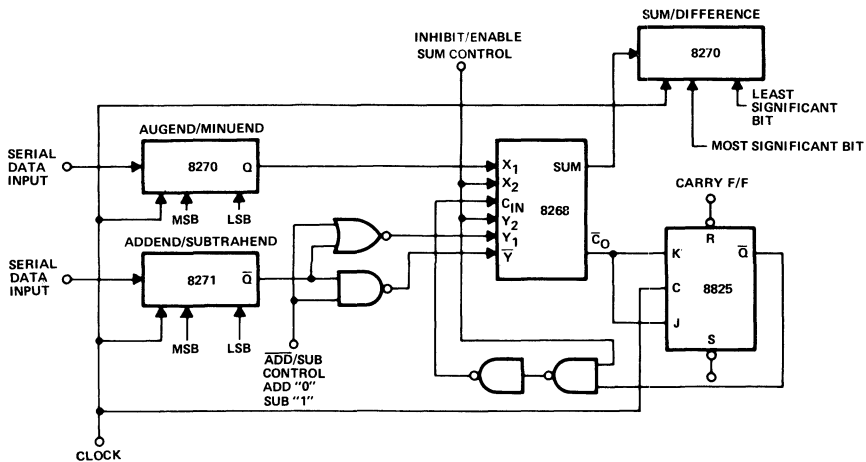 SUM/DIFFERENCE
8270
LEAST
SIGNIFICANT
BIT
MOST SIGNIFICANT BIT
INHIBIT/ENABLE
SUM CONTROL
AUGEND/MINUEND
SERIAL
DATA
INPUT
8270 Q
MSB LSB
ADDEND/SUBTRAHEND
SERIAL
DATA
INPUT
8271 Q̅
MSB LSB
A̅D̅D̅/SUB
CONTROL
ADD "0"
SUB "1"
CLOCK
X₁ SUM
X₂
C_IN
8268
Y₂
Y₁
Y̅
C̅_O
CARRY F/F
R
K Q̅
C 8825
J
S